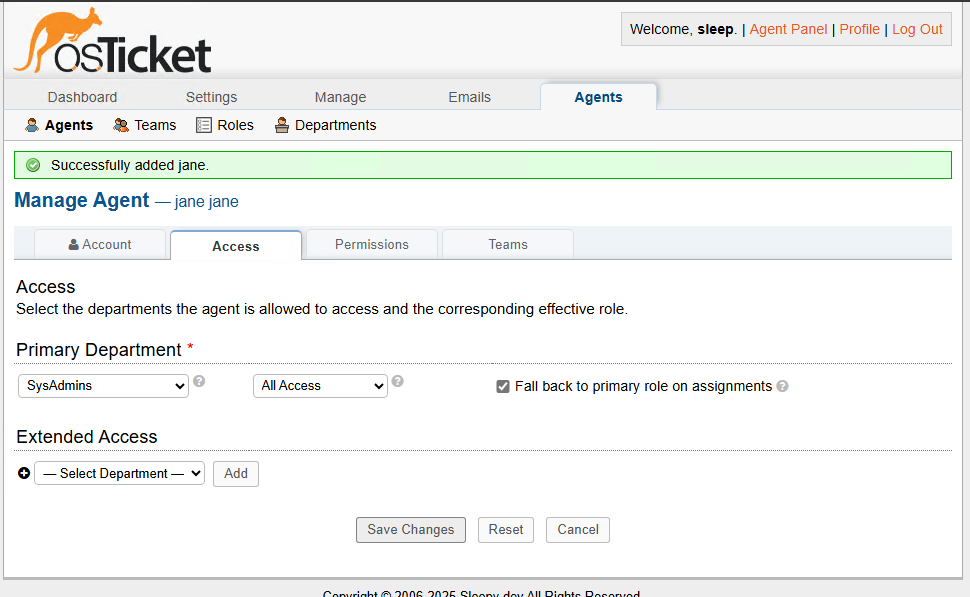 osTicket
Welcome, sleep. | Agent Panel | Profile | Log Out
Dashboard Settings Manage Emails Agents
Agents Teams Roles Departments
Successfully added jane.
Manage Agent — jane jane
Account Access Permissions Teams
Access
Select the departments the agent is allowed to access and the corresponding effective role.
Primary Department *
SysAdmins ? All Access ? Fall back to primary role on assignments ?
Extended Access
— Select Department — Add
Save Changes Reset Cancel
Copyright © 2006-2025 Sleepy.dev All Rights Reserved.